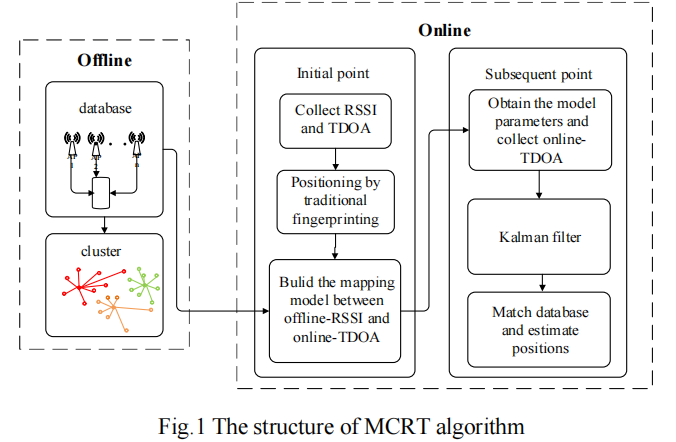 Offline
database
AP
1
AP
2
AP
n
cluster
Online
Initial point
Collect RSSI
and TDOA
Positioning by
traditional
fingerprinting
Bulid the mapping
model between
offline-RSSI and
online-TDOA
Subsequent point
Obtain the model
parameters and
collect online-
TDOA
Kalman filter
Match database
and estimate
positions
Fig.1 The structure of MCRT algorithm